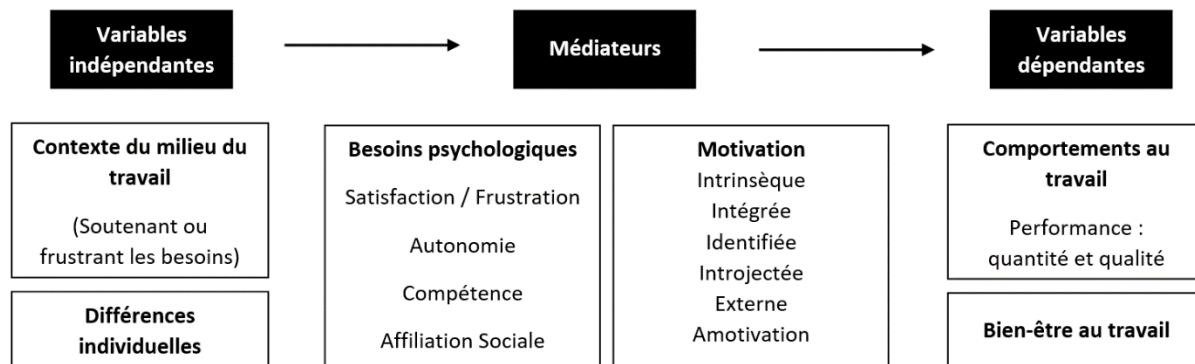 Variables
indépendantes
Médiateurs
Variables
dépendantes
Contexte du milieu du
travail
(Soutenant ou
frustrant les besoins)
Différences
individuelles
Besoins psychologiques
Satisfaction / Frustration
Autonomie
Compétence
Affiliation Sociale
Motivation
Intrinsèque
Intégrée
Identifiée
Introjectée
Externe
Amotivation
Comportements au
travail
Performance :
quantité et qualité
Bien-être au travail